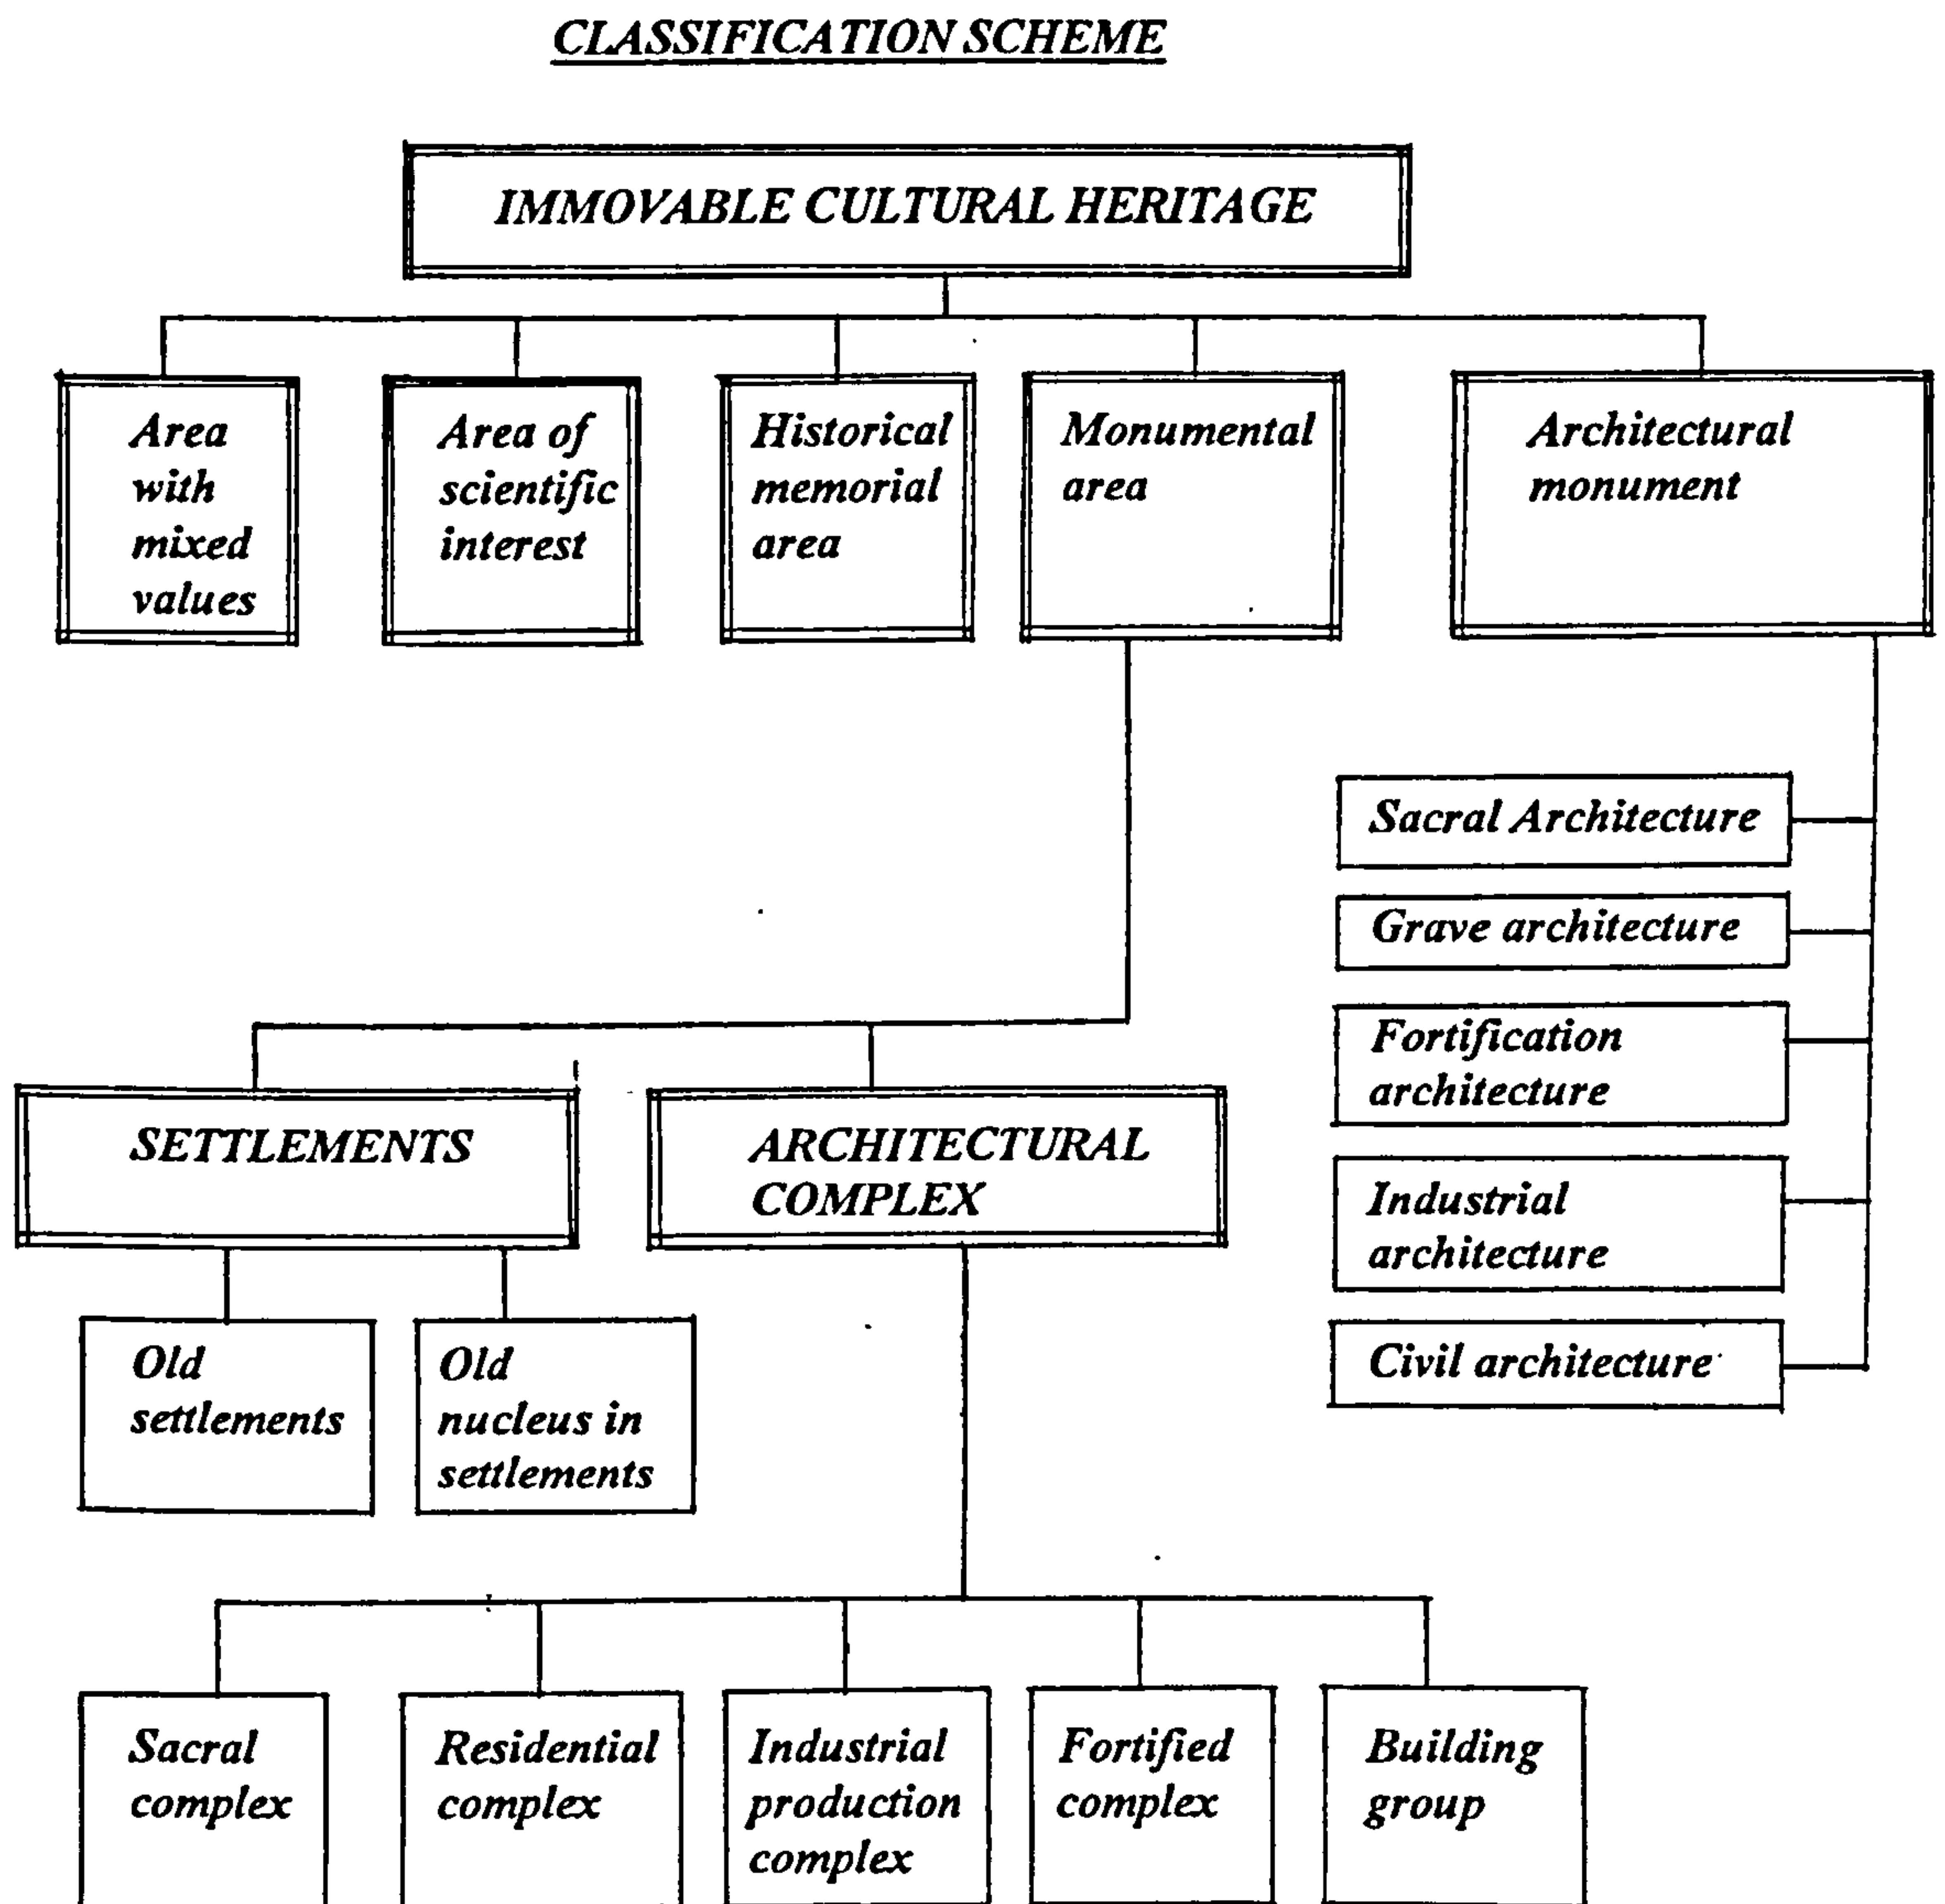 CLASSIFICATION SCHEME
IMMOVABLE CULTURAL HERITAGE
Area
with
mixed
values
Area of
scientific
interest
Historical
memorial
area
Monumental
area
Architectural
monument
Sacral Architecture
Grave architecture
Fortification
architecture
Industrial
architecture
Civil architecture
SETTLEMENTS
ARCHITECTURAL
COMPLEX
Old
settlements
Old
nucleus in
settlements
Sacral
complex
Residential
complex
Industrial
production
complex
Fortified
complex
Building
group